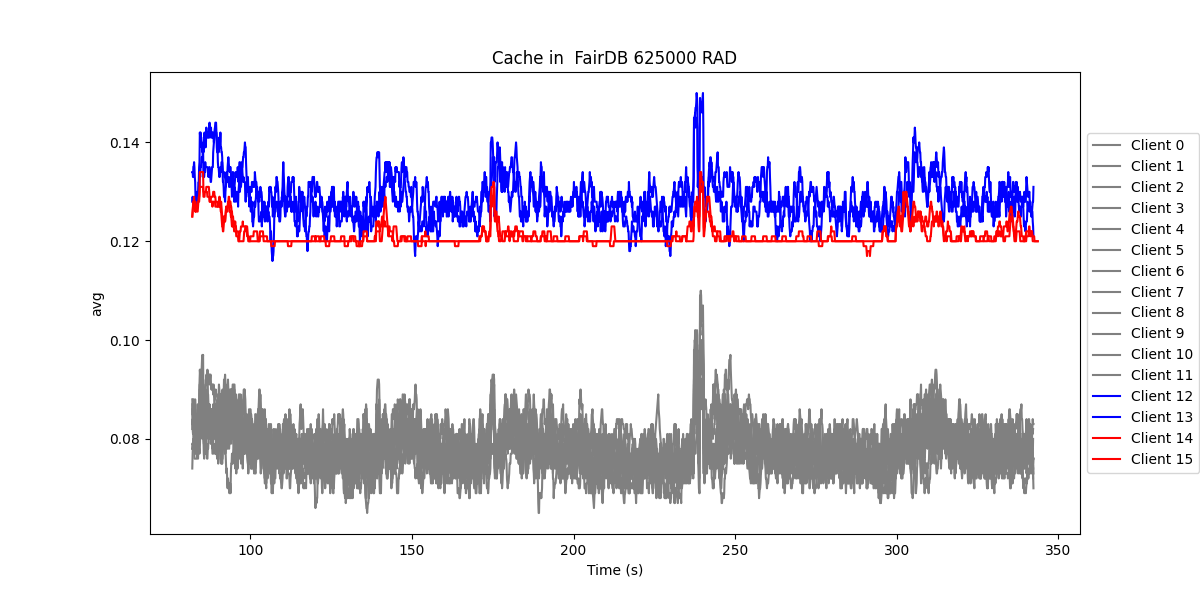 Cache in  FairDB 625000 RAD
avg
0.14
0.12
0.10
0.08
100
150
200
250
300
350
Time (s)
Client 0
Client 1
Client 2
Client 3
Client 4
Client 5
Client 6
Client 7
Client 8
Client 9
Client 10
Client 11
Client 12
Client 13
Client 14
Client 15